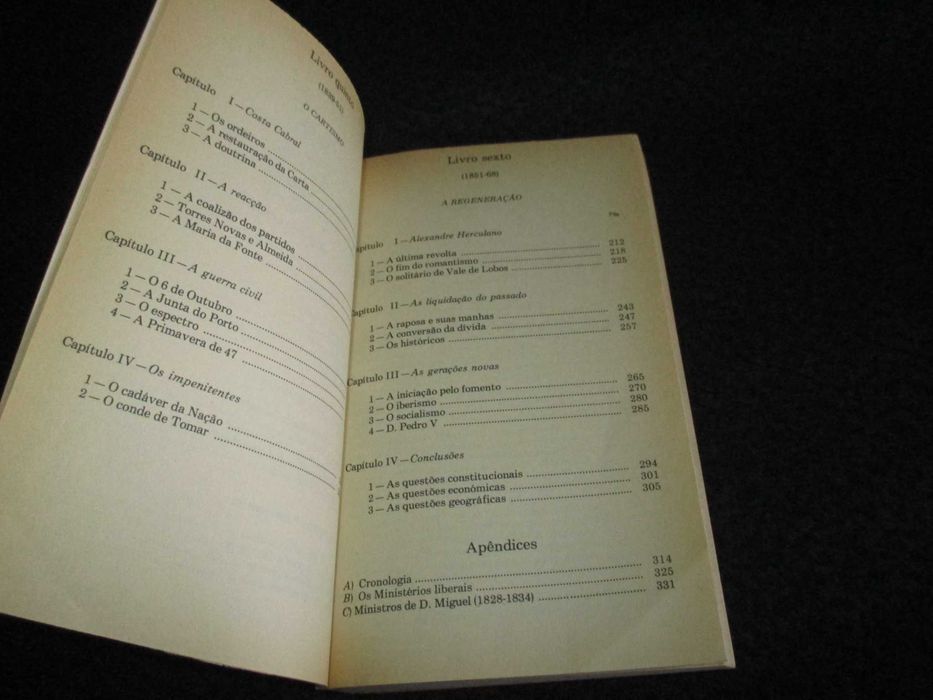 Livro quinto
(1839-51)
O CARTISMO
Capítulo I — Costa Cabral
1 — Os ordeiros
2 — A restauração da Carta
3 — A doutrina
Capítulo II — A reacção
1 — A coalizão dos partidos
2 — Torres Novas e Almeida
3 — A Maria da Fonte
Capítulo III — A guerra civil
1 — O 6 de Outubro
2 — A Junta do Porto
3 — O espectro
4 — A Primavera de 47
Capítulo IV — Os impenitentes
1 — O cadáver da Nação
2 — O conde de Tomar
Livro sexto
(1851-68)
A REGENERAÇÃO
Capítulo I — Alexandre Herculano
1 — A última revolta 212
2 — O fim do romantismo 218
3 — O solitário de Vale de Lobos 225
Capítulo II — As liquidação do passado
1 — A raposa e suas manhas 243
2 — A conversão da dívida 247
3 — Os históricos 257
Capítulo III — As gerações novas
1 — A iniciação pelo fomento 265
2 — O iberismo 270
3 — O socialismo 280
4 — D. Pedro V 285
Capítulo IV — Conclusões
1 — As questões constitucionais 294
2 — As questões económicas 301
3 — As questões geográficas 305
Apêndices
A) Cronologia 314
B) Os Ministérios liberais 325
C) Ministros de D. Miguel (1828-1834) 331